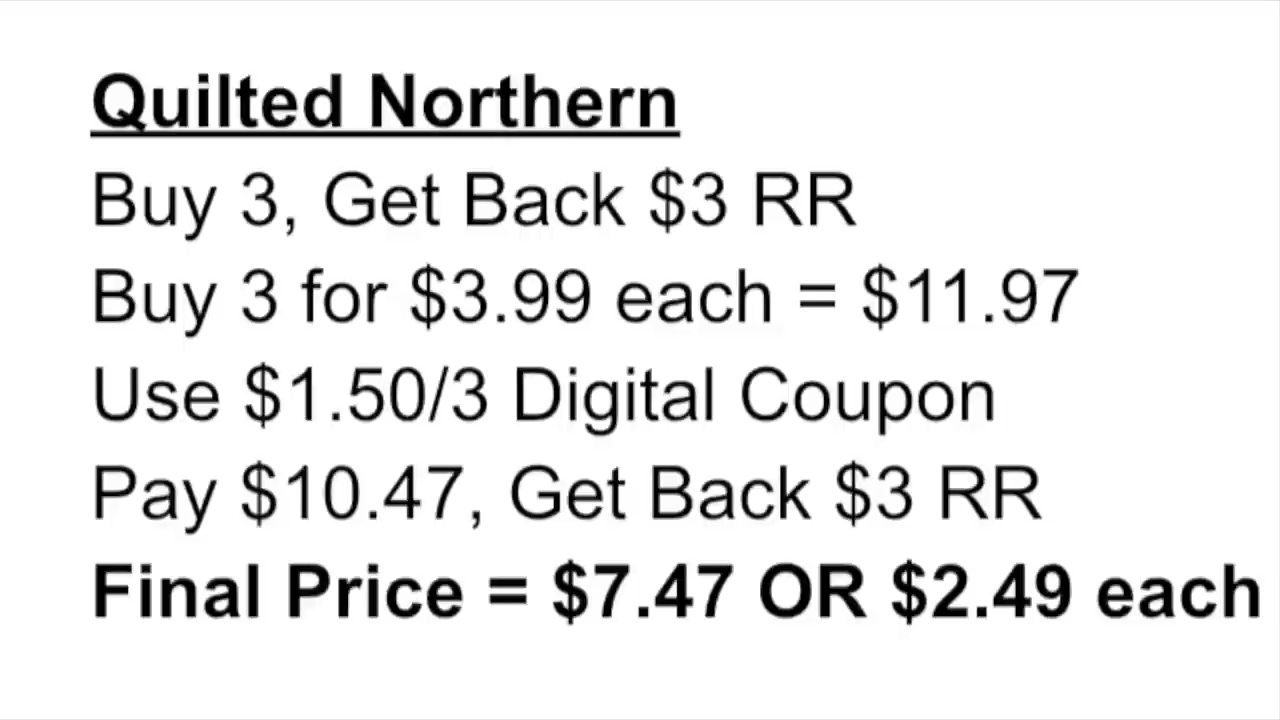 Quilted Northern
Buy 3, Get Back $3 RR
Buy 3 for $3.99 each = $11.97
Use $1.50/3 Digital Coupon
Pay $10.47, Get Back $3 RR
Final Price = $7.47 OR $2.49 each